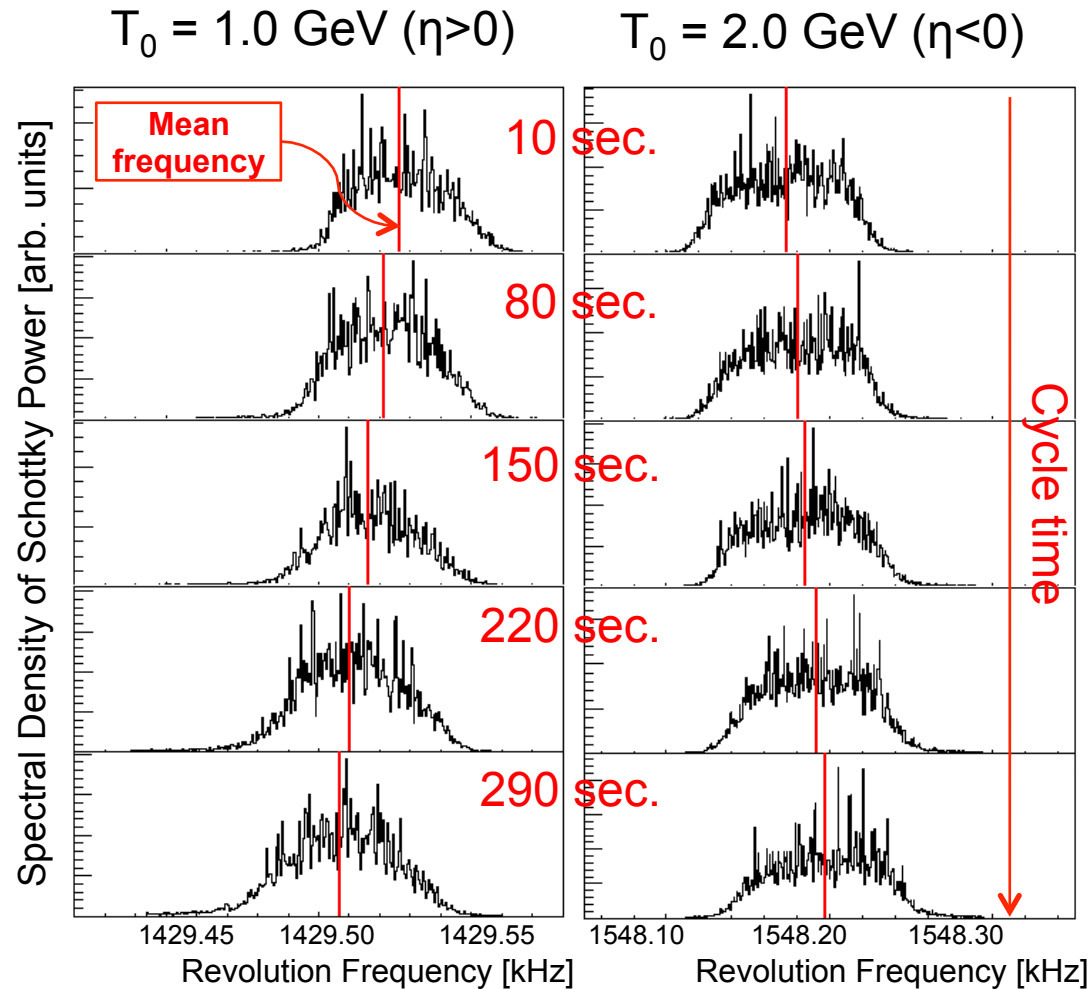 T₀ = 1.0 GeV (η>0)
T₀ = 2.0 GeV (η<0)
Spectral Density of Schottky Power [arb. units]
Mean
frequency
10 sec.
80 sec.
150 sec.
220 sec.
290 sec.
Cycle time
1429.45 1429.50 1429.55
1548.10 1548.20 1548.30
Revolution Frequency [kHz]
Revolution Frequency [kHz]